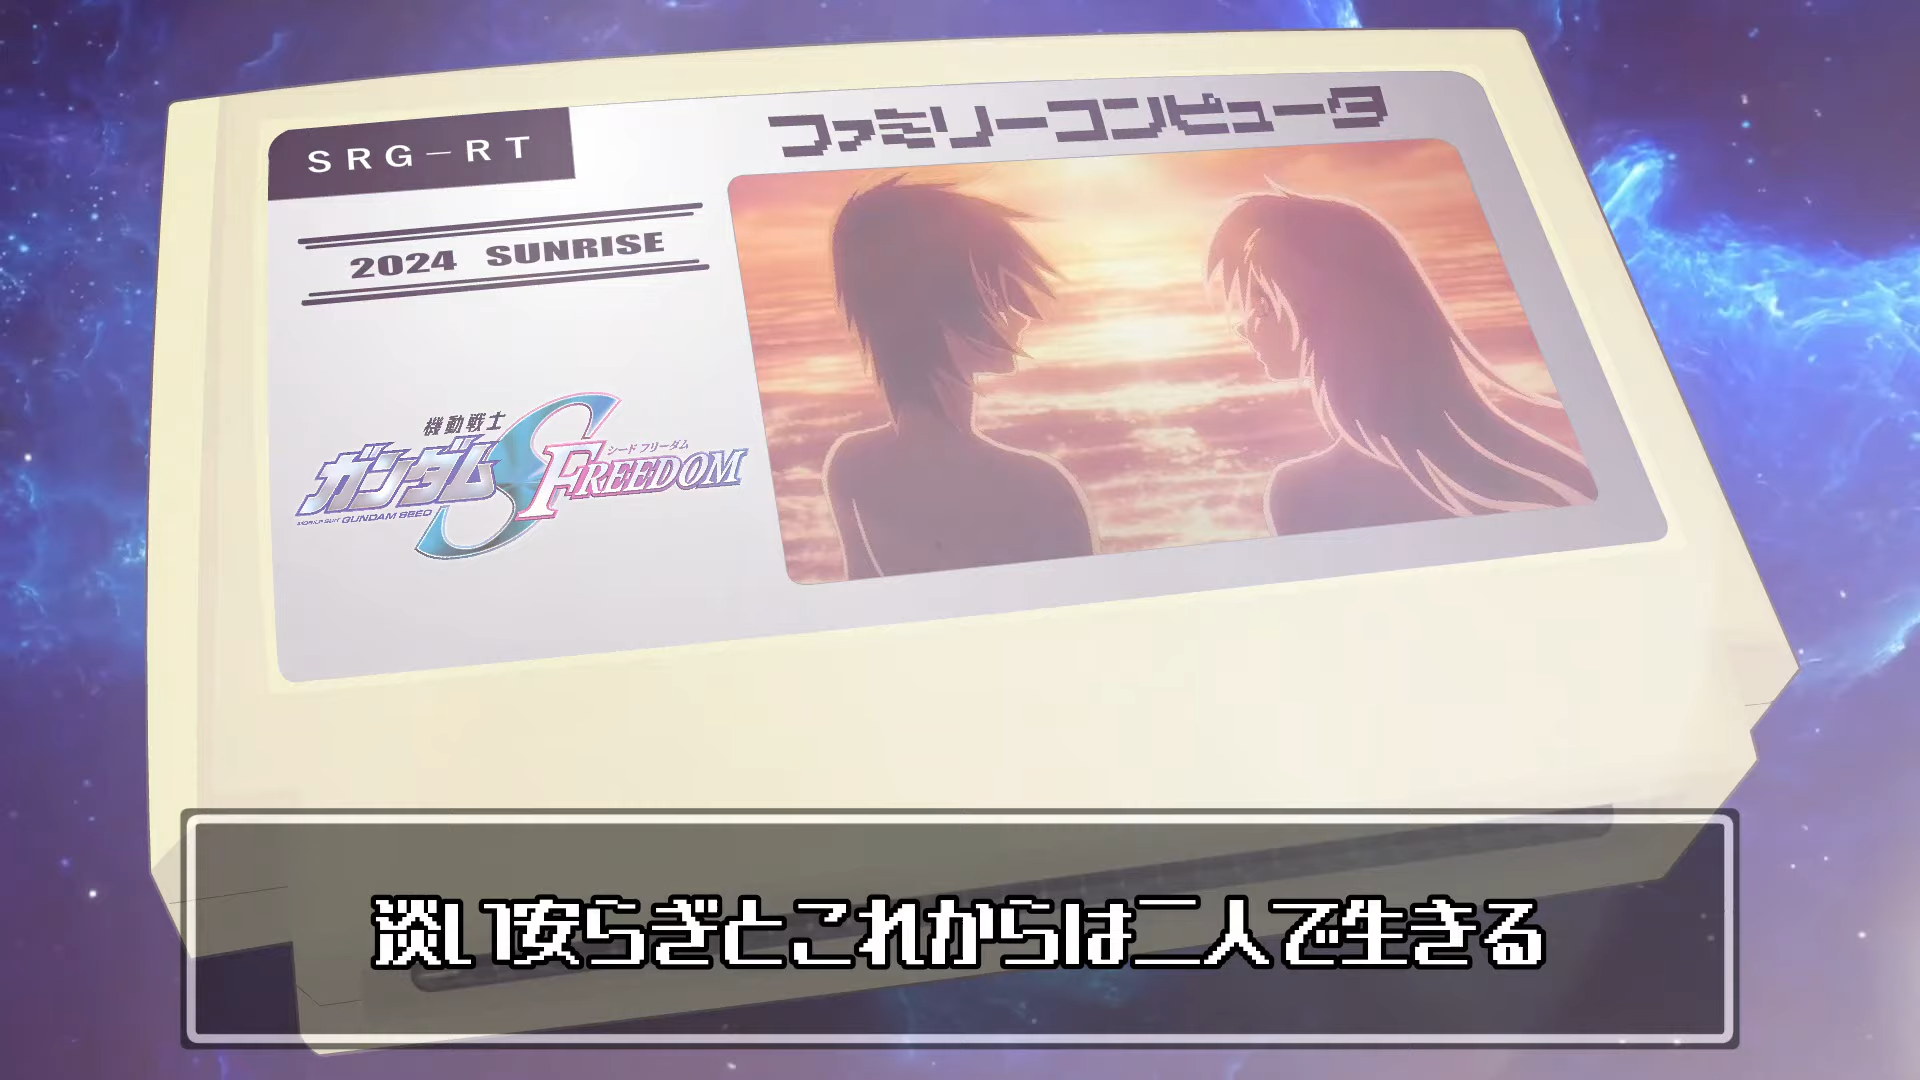 SRG-RT
ファミリーコンピュータ
2024 SUNRISE
機動戦士
ガンダム
シード フリーダム
FREEDOM
MOBILE SUIT GUNDAM SEED
淡い安らぎとこれからは二人で生きる